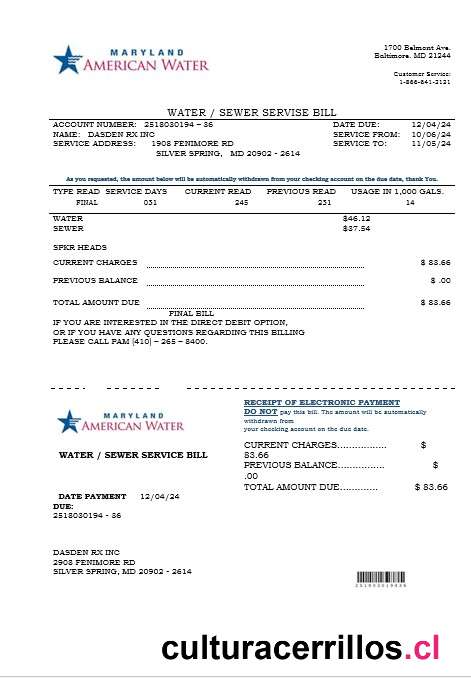 MARYLAND
AMERICAN WATER
1700 Belmont Ave.
Baltimore. MD 21244
Customer Service:
1-866-641-2131
WATER / SEWER SERVISE BILL
ACCOUNT NUMBER: 2518030194 – 36 DATE DUE: 12/04/24
NAME: DASDEN RX INC SERVICE FROM: 10/06/24
SERVICE ADDRESS: 1908 FENIMORE RD SERVICE TO: 11/05/24
SILVER SPRING, MD 20902 - 2614
As you requested, the amount below will be automatically withdrawn from your checking account on the due date, thank You.
TYPE READ SERVICE DAYS CURRENT READ PREVIOUS READ USAGE IN 1,000 GALS.
FINAL 031 245 231 14
WATER $46.12
SEWER $37.54
SPKR HEADS
CURRENT CHARGES $ 83.66
PREVIOUS BALANCE $ .00
TOTAL AMOUNT DUE $ 83.66
FINAL BILL
IF YOU ARE INTERESTED IN THE DIRECT DEBIT OPTION,
OR IF YOU HAVE ANY QUESTIONS REGARDING THIS BILLING
PLEASE CALL PAM (410) – 265 – 8400.
MARYLAND
AMERICAN WATER
WATER / SEWER SERVICE BILL
DATE PAYMENT 12/04/24
DUE:
2518030194 - 36
DASDEN RX INC
2908 FENIMORE RD
SILVER SPRING, MD 20902 - 2614
RECEIPT OF ELECTRONIC PAYMENT
DO NOT pay this bill. The amount will be automatically
withdrawn from
your checking account on the due date.
CURRENT CHARGES................. $
83.66
PREVIOUS BALANCE................ $
.00
TOTAL AMOUNT DUE............. $ 83.66
culturacerrillos.cl